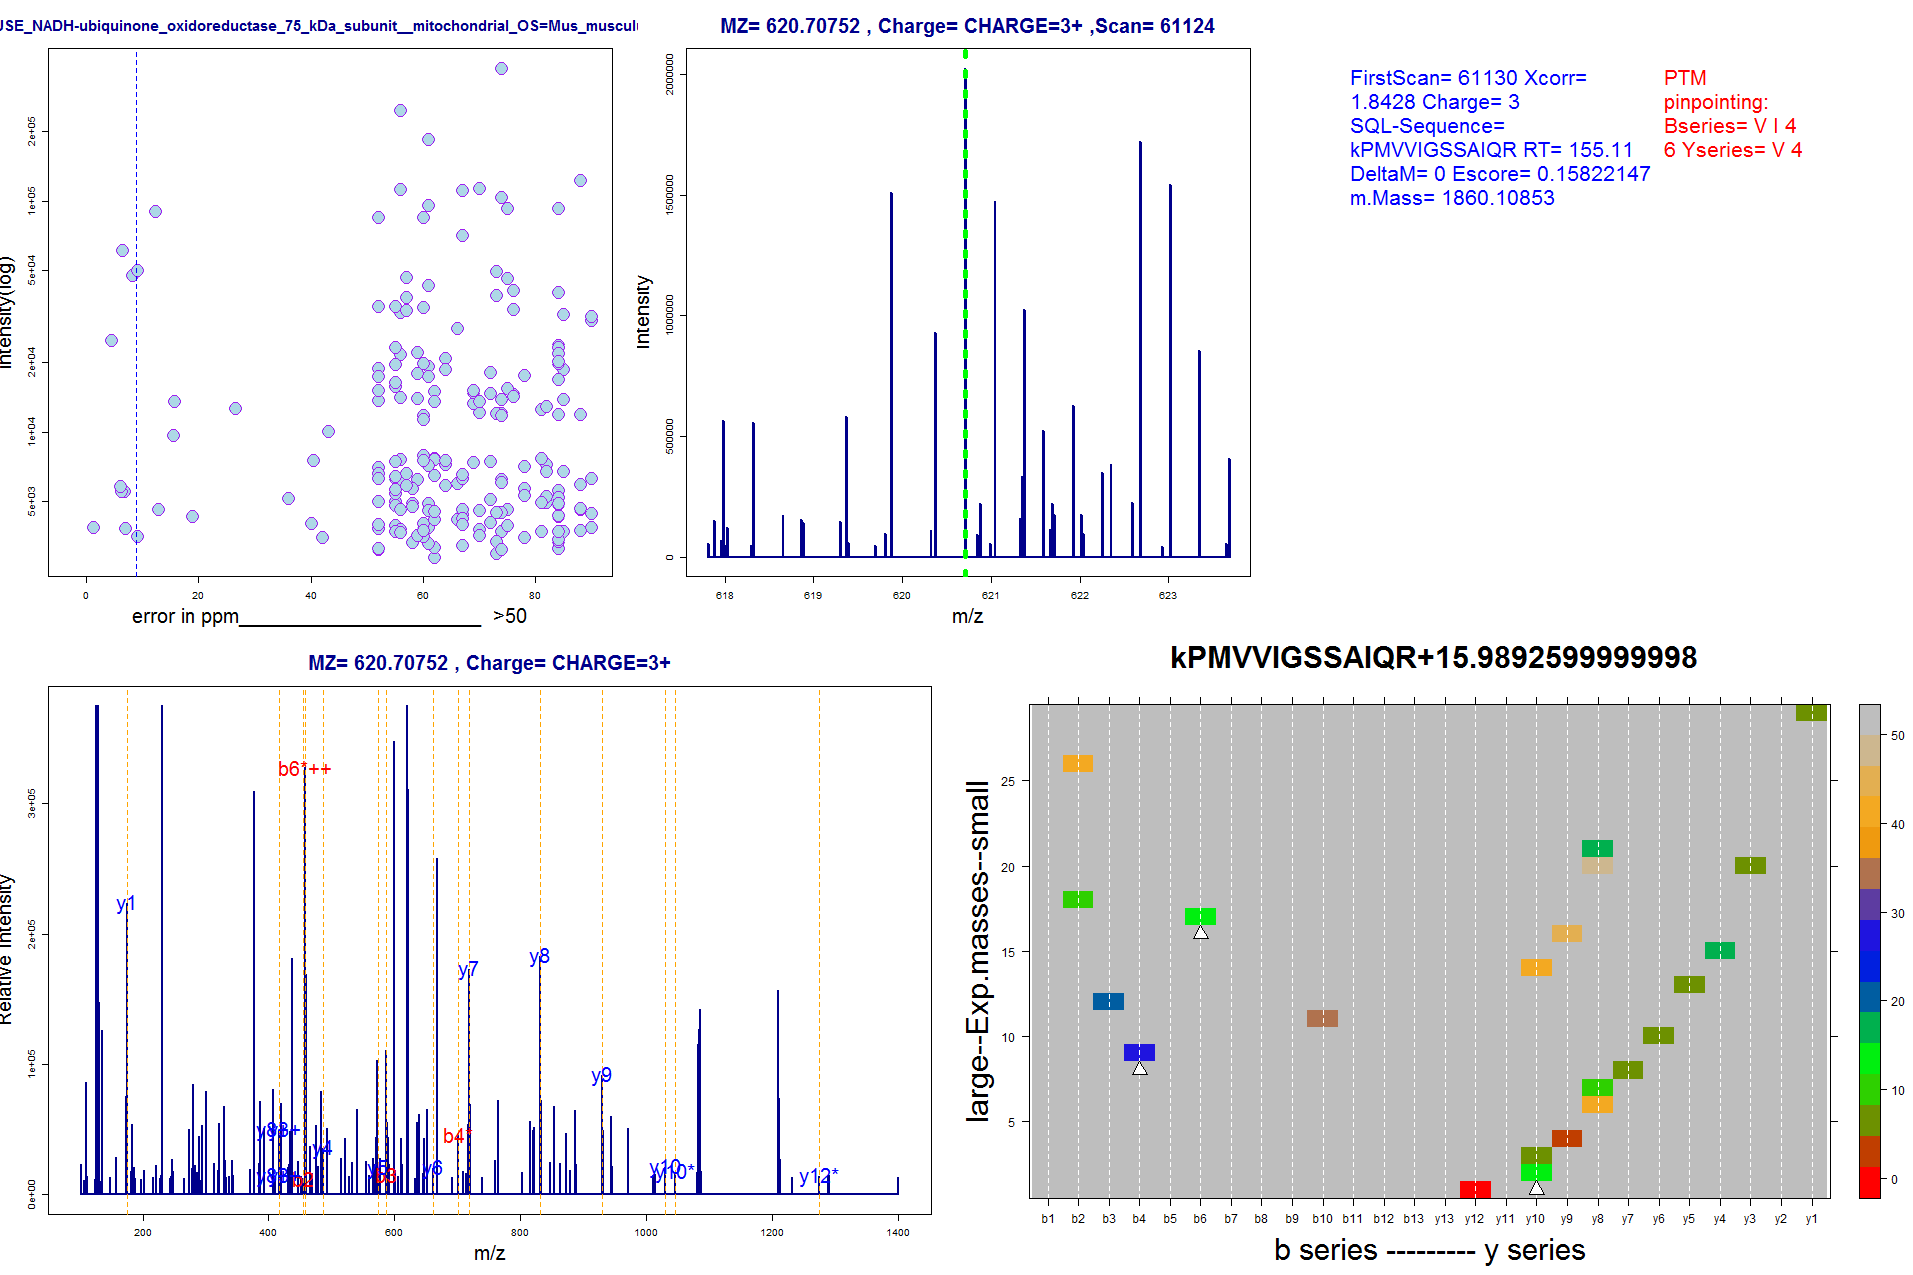 USE_NADH-ubiquinone_oxidoreductase_75_kDa_subunit__mitochondrial_OS=Mus_muscul
Intensity(log)
5e+03
1e+04
2e+04
5e+04
1e+05
2e+05
0
20
40
60
80
error in ppm______________________ >50
MZ= 620.70752 , Charge= CHARGE=3+ ,Scan= 61124
Intensity
0
500000
1000000
1500000
2000000
618
619
620
621
622
623
m/z
FirstScan= 61130 Xcorr=
1.8428 Charge= 3
SQL-Sequence=
kPMVVIGSSAIQR RT= 155.11
DeltaM= 0 Escore= 0.15822147
m.Mass= 1860.10853
PTM
pinpointing:
Bseries= V I 4
6 Yseries= V 4
MZ= 620.70752 , Charge= CHARGE=3+
Relative Intensity
0e+00
1e+05
2e+05
3e+05
b6*++
y1
y8
y7
y9
b4*
y4
y6
y10
y10*
y12*
200
400
600
800
1000
1200
1400
m/z
kPMVVIGSSAIQR+15.9892599999998
large--Exp.masses--small
5
10
15
20
25
b1 b2 b3 b4 b6 b7 b8 b9 b10 b11 b12 b13 y13 y12 y11 y10 y9 y8 y7 y6 y5 y4 y3 y2 y1
b series --------- y series
50
40
30
20
10
0